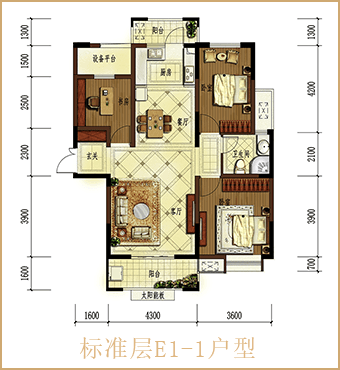 阳台
1300
1500
2500
2300
3900
1600
1300
4200
2100
3900
700
设备平台
厨房
卧室
书房
餐厅
卫生间
玄关
客厅
卧室
阳台
太阳能板
1600 4300 3600
标准层E1-1户型